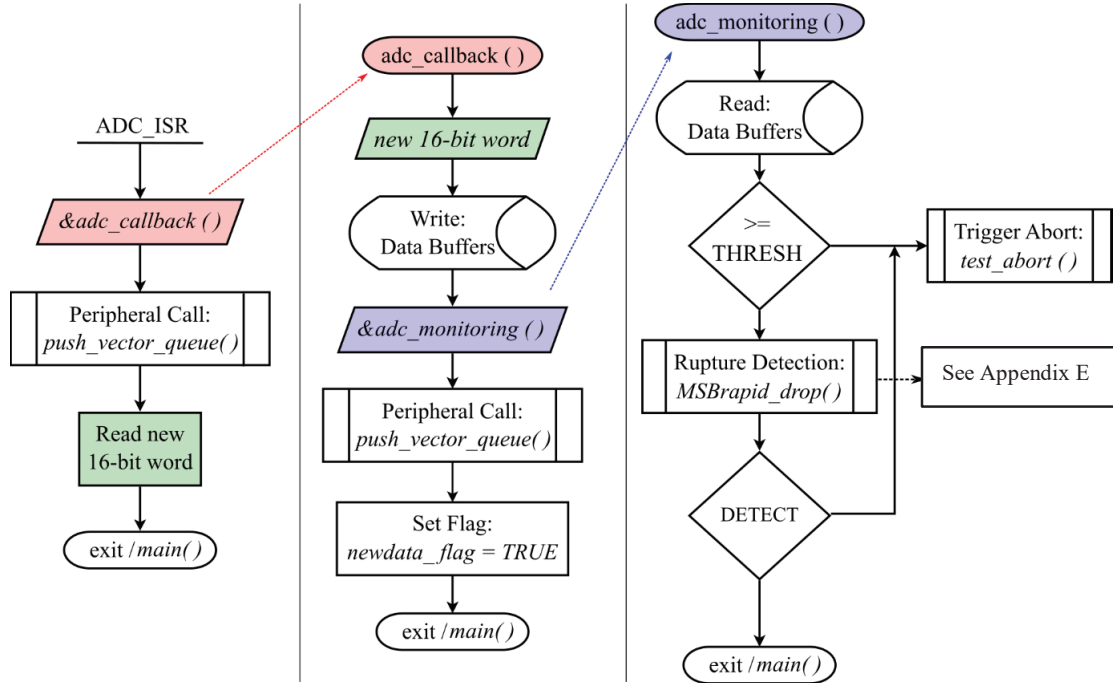 ADC_ISR
&adc_callback ( )
Peripheral Call:
push_vector_queue( )
Read new
16-bit word
exit / main( )
adc_callback ( )
new 16-bit word
Write:
Data Buffers
&adc_monitoring ( )
Peripheral Call:
push_vector_queue( )
Set Flag:
newdata_flag = TRUE
exit / main( )
adc_monitoring ( )
Read:
Data Buffers
>=
THRESH
Trigger Abort:
test_abort ( )
Rupture Detection:
MSBrapid_drop( )
See Appendix E
DETECT
exit / main( )